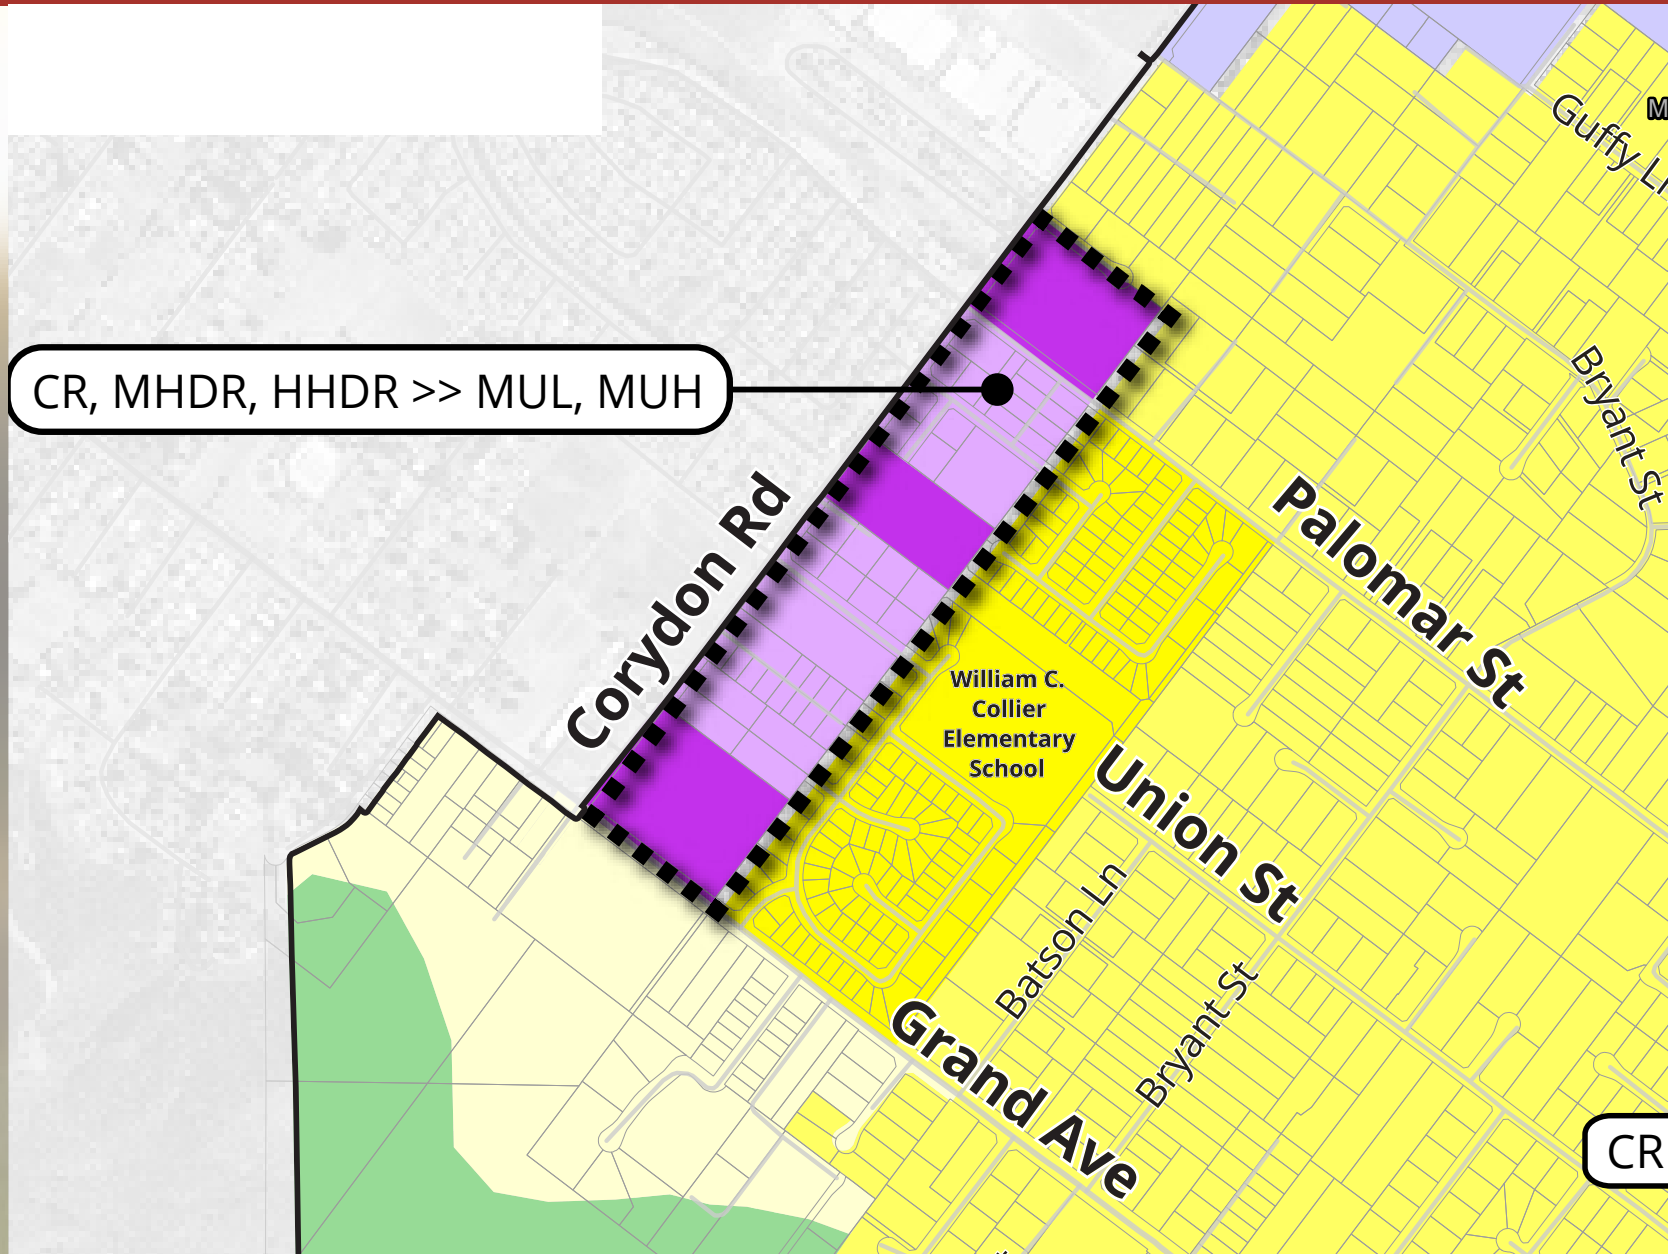 M
Guffy Ln
Bryant St
CR, MHDR, HHDR >> MUL, MUH
Corydon Rd
Palomar St
William C.
Collier
Elementary
School
Union St
Batson Ln
Bryant St
Grand Ave
CR